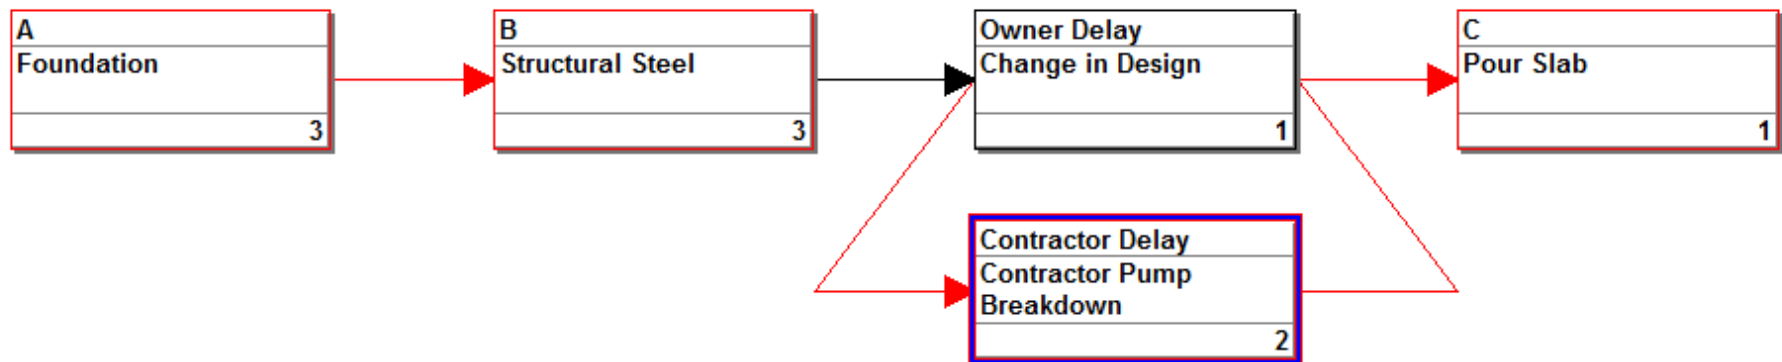 A
Foundation
3
B
Structural Steel
3
Owner Delay
Change in Design
1
C
Pour Slab
1
Contractor Delay
Contractor Pump
Breakdown
2